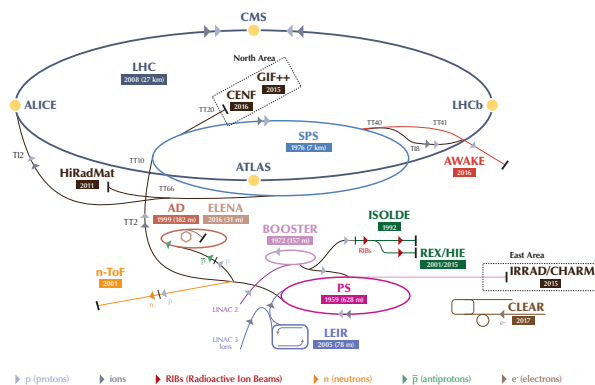 CMS
North Area
LHC
2008 (27 km)
GIF++
2015
CENF
2016
TT20
ALICE
LHCb
TT40
TT41
SPS
1976 (7 km)
TI8
TI2
TT10
AWAKE
2016
ATLAS
HiRadMat
2011
TT66
AD
1999 (182 m)
ELENA
2016 (31 m)
TT2
ISOLDE
1992
BOOSTER
1972 (157 m)
RIBs
REX/HIE
2001/2015
p̅
p
East Area
n-ToF
2001
IRRAD/CHARM
2015
PS
1959 (628 m)
n
p
LINAC 2
CLEAR
2017
e-
LINAC 3
Ions
LEIR
2005 (78 m)
p (protons)
ions
RIBs (Radioactive Ion Beams)
n (neutrons)
p̅ (antiprotons)
e- (electrons)